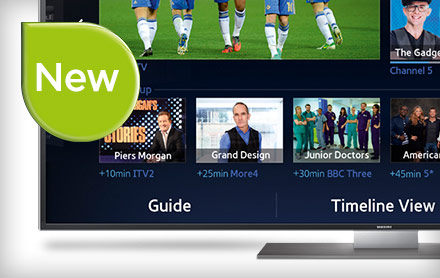 New
The Gadge
Channel 5
TV
up
GAN'S
STORIES
Piers Morgan
Grand Design
Junior Doctors
American
+10min ITV2
+25min More4
+30min BBC Three
+45min 5*
Guide
Timeline View
SAMSUNG